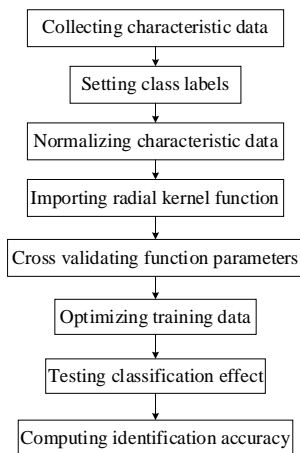 Collecting characteristic data
Setting class labels
Normalizing characteristic data
Importing radial kernel function
Cross validating function parameters
Optimizing training data
Testing classification effect
Computing identification accuracy